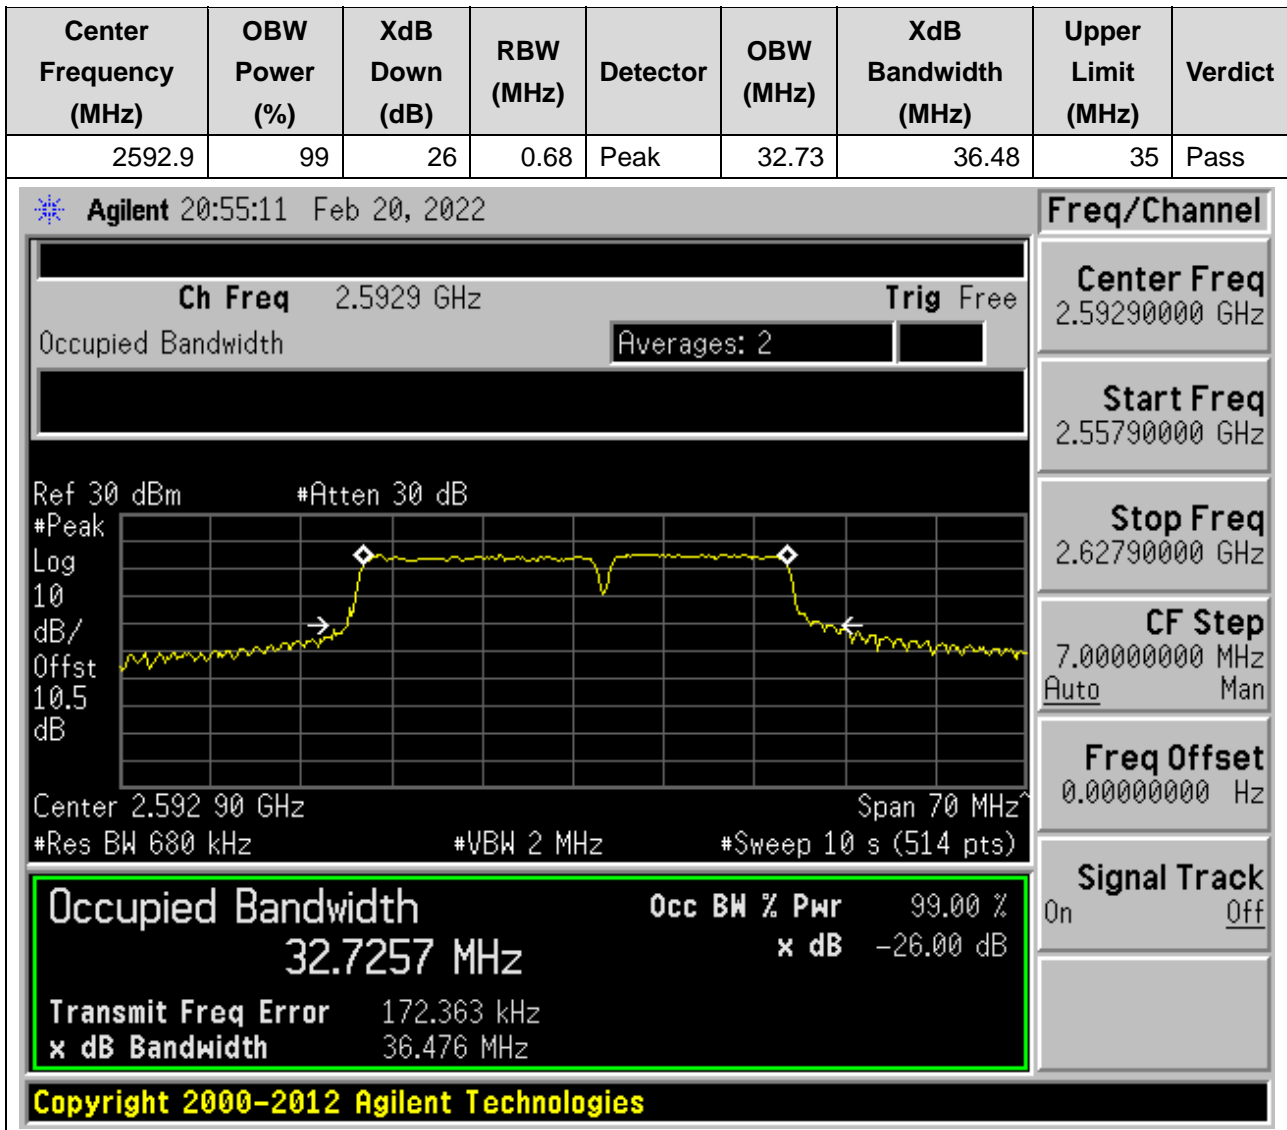 Center Frequency (MHz) OBW Power (%) XdB Down (dB) RBW (MHz) Detector OBW (MHz) XdB Bandwidth (MHz) Upper Limit (MHz) Verdict
2592.9 99 26 0.68 Peak 32.73 36.48 35 Pass
Agilent 20:55:11 Feb 20, 2022
Freq/Channel
Ch Freq 2.5929 GHz Trig Free
Occupied Bandwidth Averages: 2
Center Freq
2.59290000 GHz
Start Freq
2.55790000 GHz
Stop Freq
2.62790000 GHz
CF Step
7.00000000 MHz
Auto Man
Freq Offset
0.00000000 Hz
Signal Track
On Off
Ref 30 dBm #Atten 30 dB
#Peak
Log
10
dB/
Offst
10.5
dB
Center 2.592 90 GHz Span 70 MHz^
#Res BW 680 kHz #VBW 2 MHz #Sweep 10 s (514 pts)
Occupied Bandwidth Occ BW % Pwr 99.00 %
32.7257 MHz x dB -26.00 dB
Transmit Freq Error 172.363 kHz
x dB Bandwidth 36.476 MHz
Copyright 2000-2012 Agilent Technologies